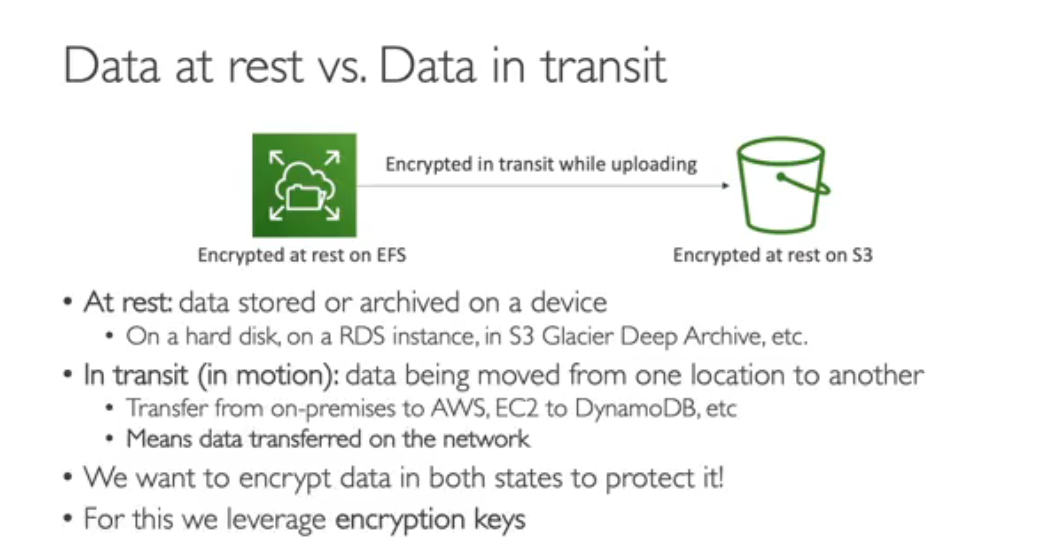 Data at rest vs. Data in transit
Encrypted in transit while uploading
Encrypted at rest on EFS
Encrypted at rest on S3
• At rest: data stored or archived on a device
• On a hard disk, on a RDS instance, in S3 Glacier Deep Archive, etc.
• In transit (in motion): data being moved from one location to another
• Transfer from on-premises to AWS, EC2 to DynamoDB, etc
• Means data transferred on the network
• We want to encrypt data in both states to protect it!
• For this we leverage encryption keys